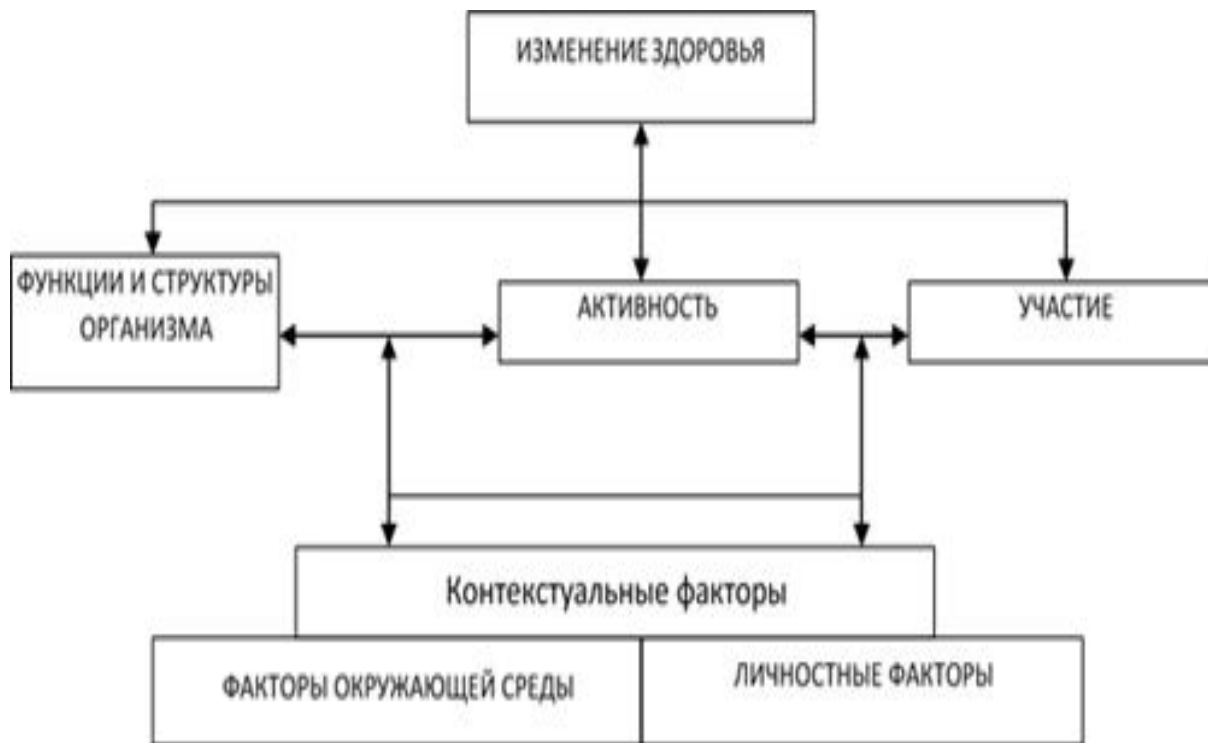 ИЗМЕНЕНИЕ ЗДОРОВЬЯ
ФУНКЦИИ И СТРУКТУРЫ
ОРГАНИЗМА
АКТИВНОСТЬ
УЧАСТИЕ
Контекстуальные факторы
ФАКТОРЫ ОКРУЖАЮЩЕЙ СРЕДЫ
ЛИЧНОСТНЫЕ ФАКТОРЫ